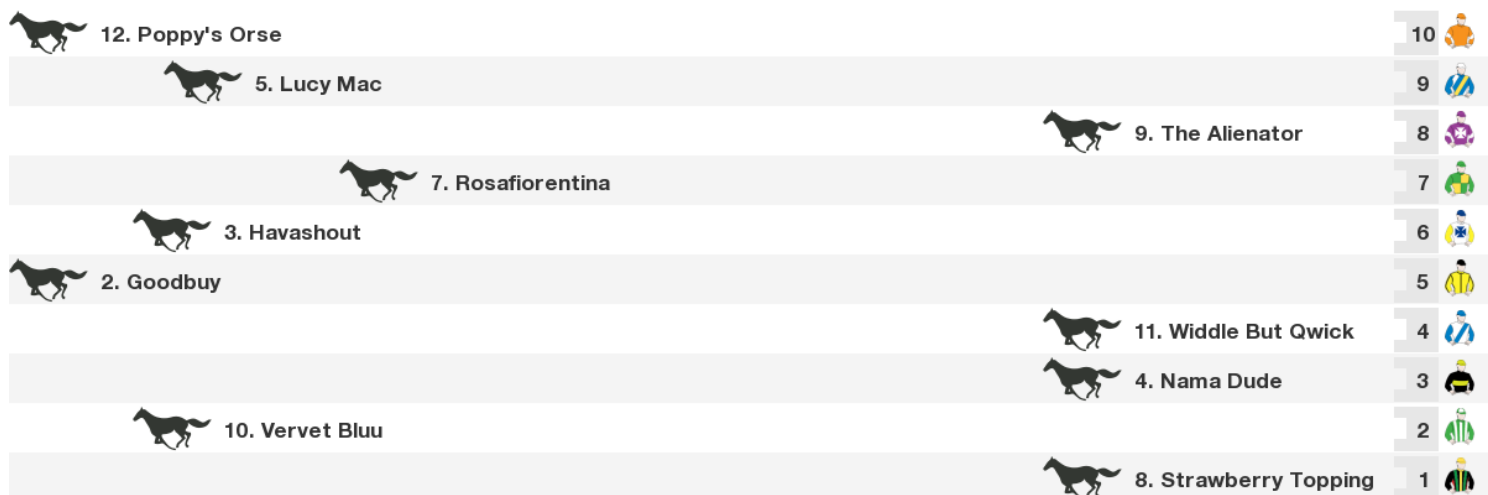 12. Poppy's Orse 10
5. Lucy Mac 9
9. The Alienator 8
7. Rosafiorentina 7
3. Havashout 6
2. Goodbuy 5
11. Widdle But Qwick 4
4. Nama Dude 3
10. Vervet Bluu 2
8. Strawberry Topping 1